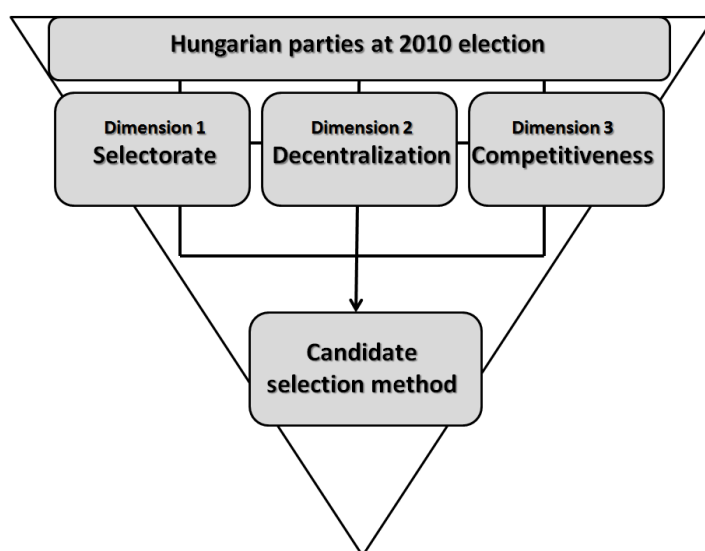 Hungarian parties at 2010 election
Dimension 1
Selectorate
Dimension 2
Decentralization
Dimension 3
Competitiveness
Candidate
selection method